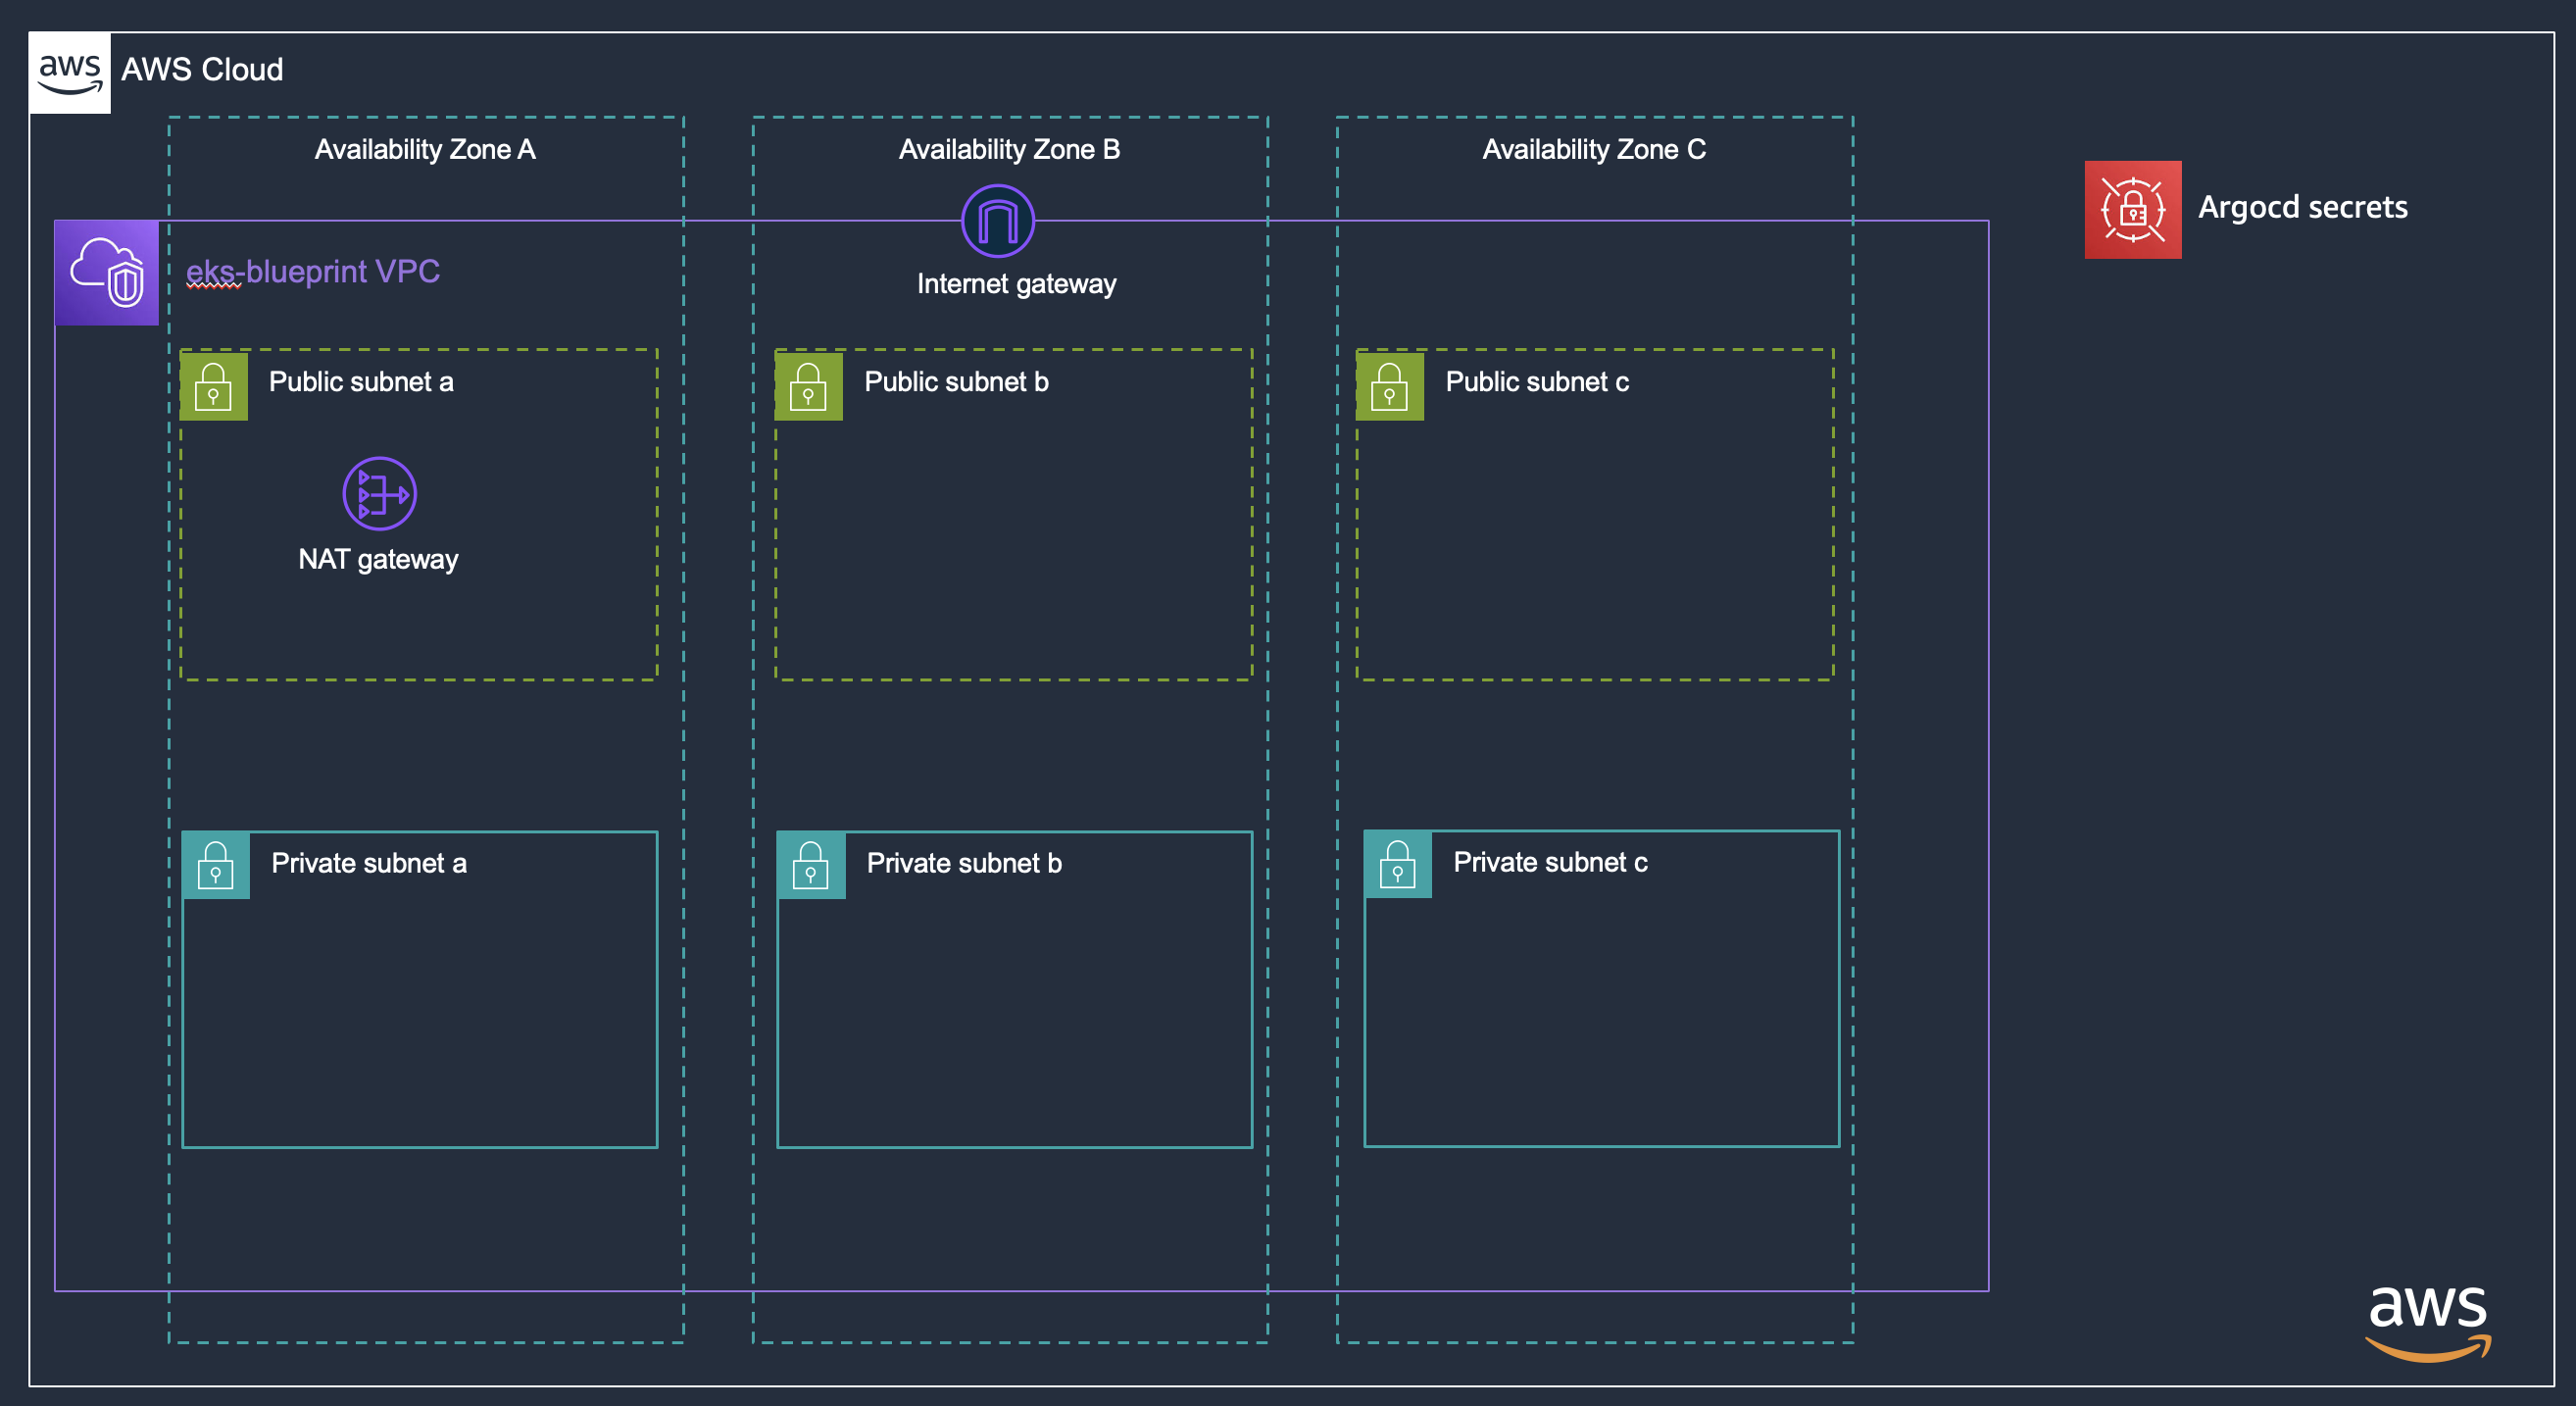 aws
AWS Cloud
Availability Zone A
Availability Zone B
Availability Zone C
Argocd secrets
eks-blueprint VPC
Internet gateway
Public subnet a
Public subnet b
Public subnet c
NAT gateway
Private subnet a
Private subnet b
Private subnet c
aws